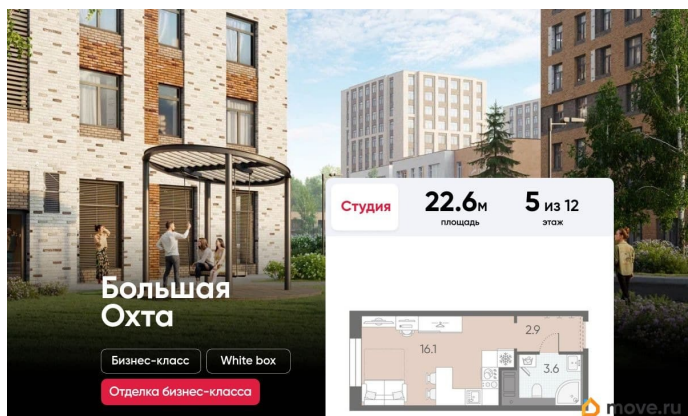 Студия
22.6м
площадь
5 из 12
этаж
Большая
Охта
Бизнес-класс
White box
Отделка бизнес-класса
16.1
2.9
3.6
move.ru